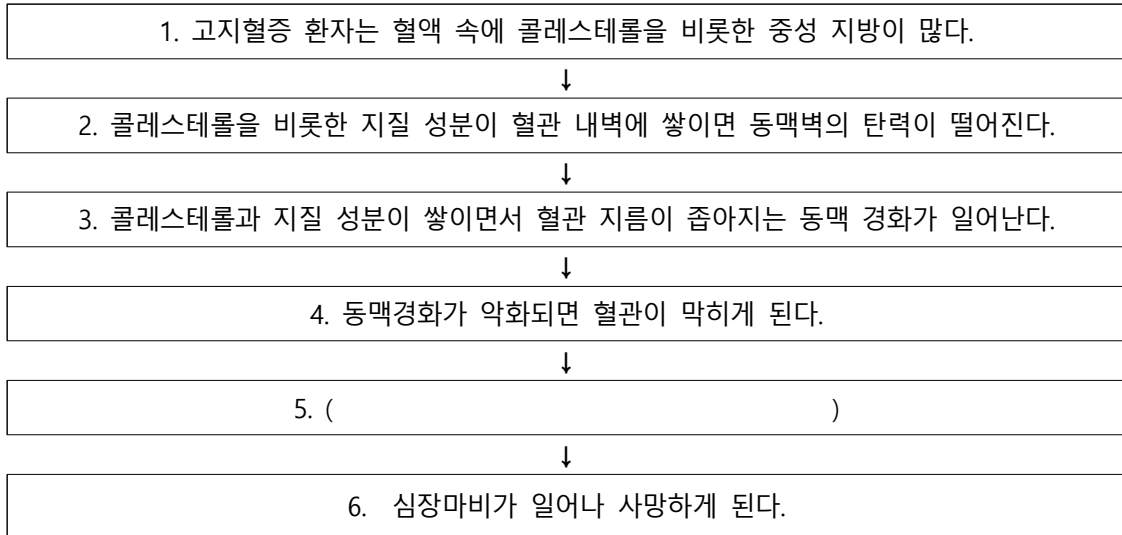 1. 고지혈증 환자는 혈액 속에 콜레스테롤을 비롯한 중성 지방이 많다.
↓
2. 콜레스테롤을 비롯한 지질 성분이 혈관 내벽에 쌓이면 동맥벽의 탄력이 떨어진다.
↓
3. 콜레스테롤과 지질 성분이 쌓이면서 혈관 지름이 좁아지는 동맥 경화가 일어난다.
↓
4. 동맥경화가 악화되면 혈관이 막히게 된다.
↓
5. ( )
↓
6. 심장마비가 일어나 사망하게 된다.